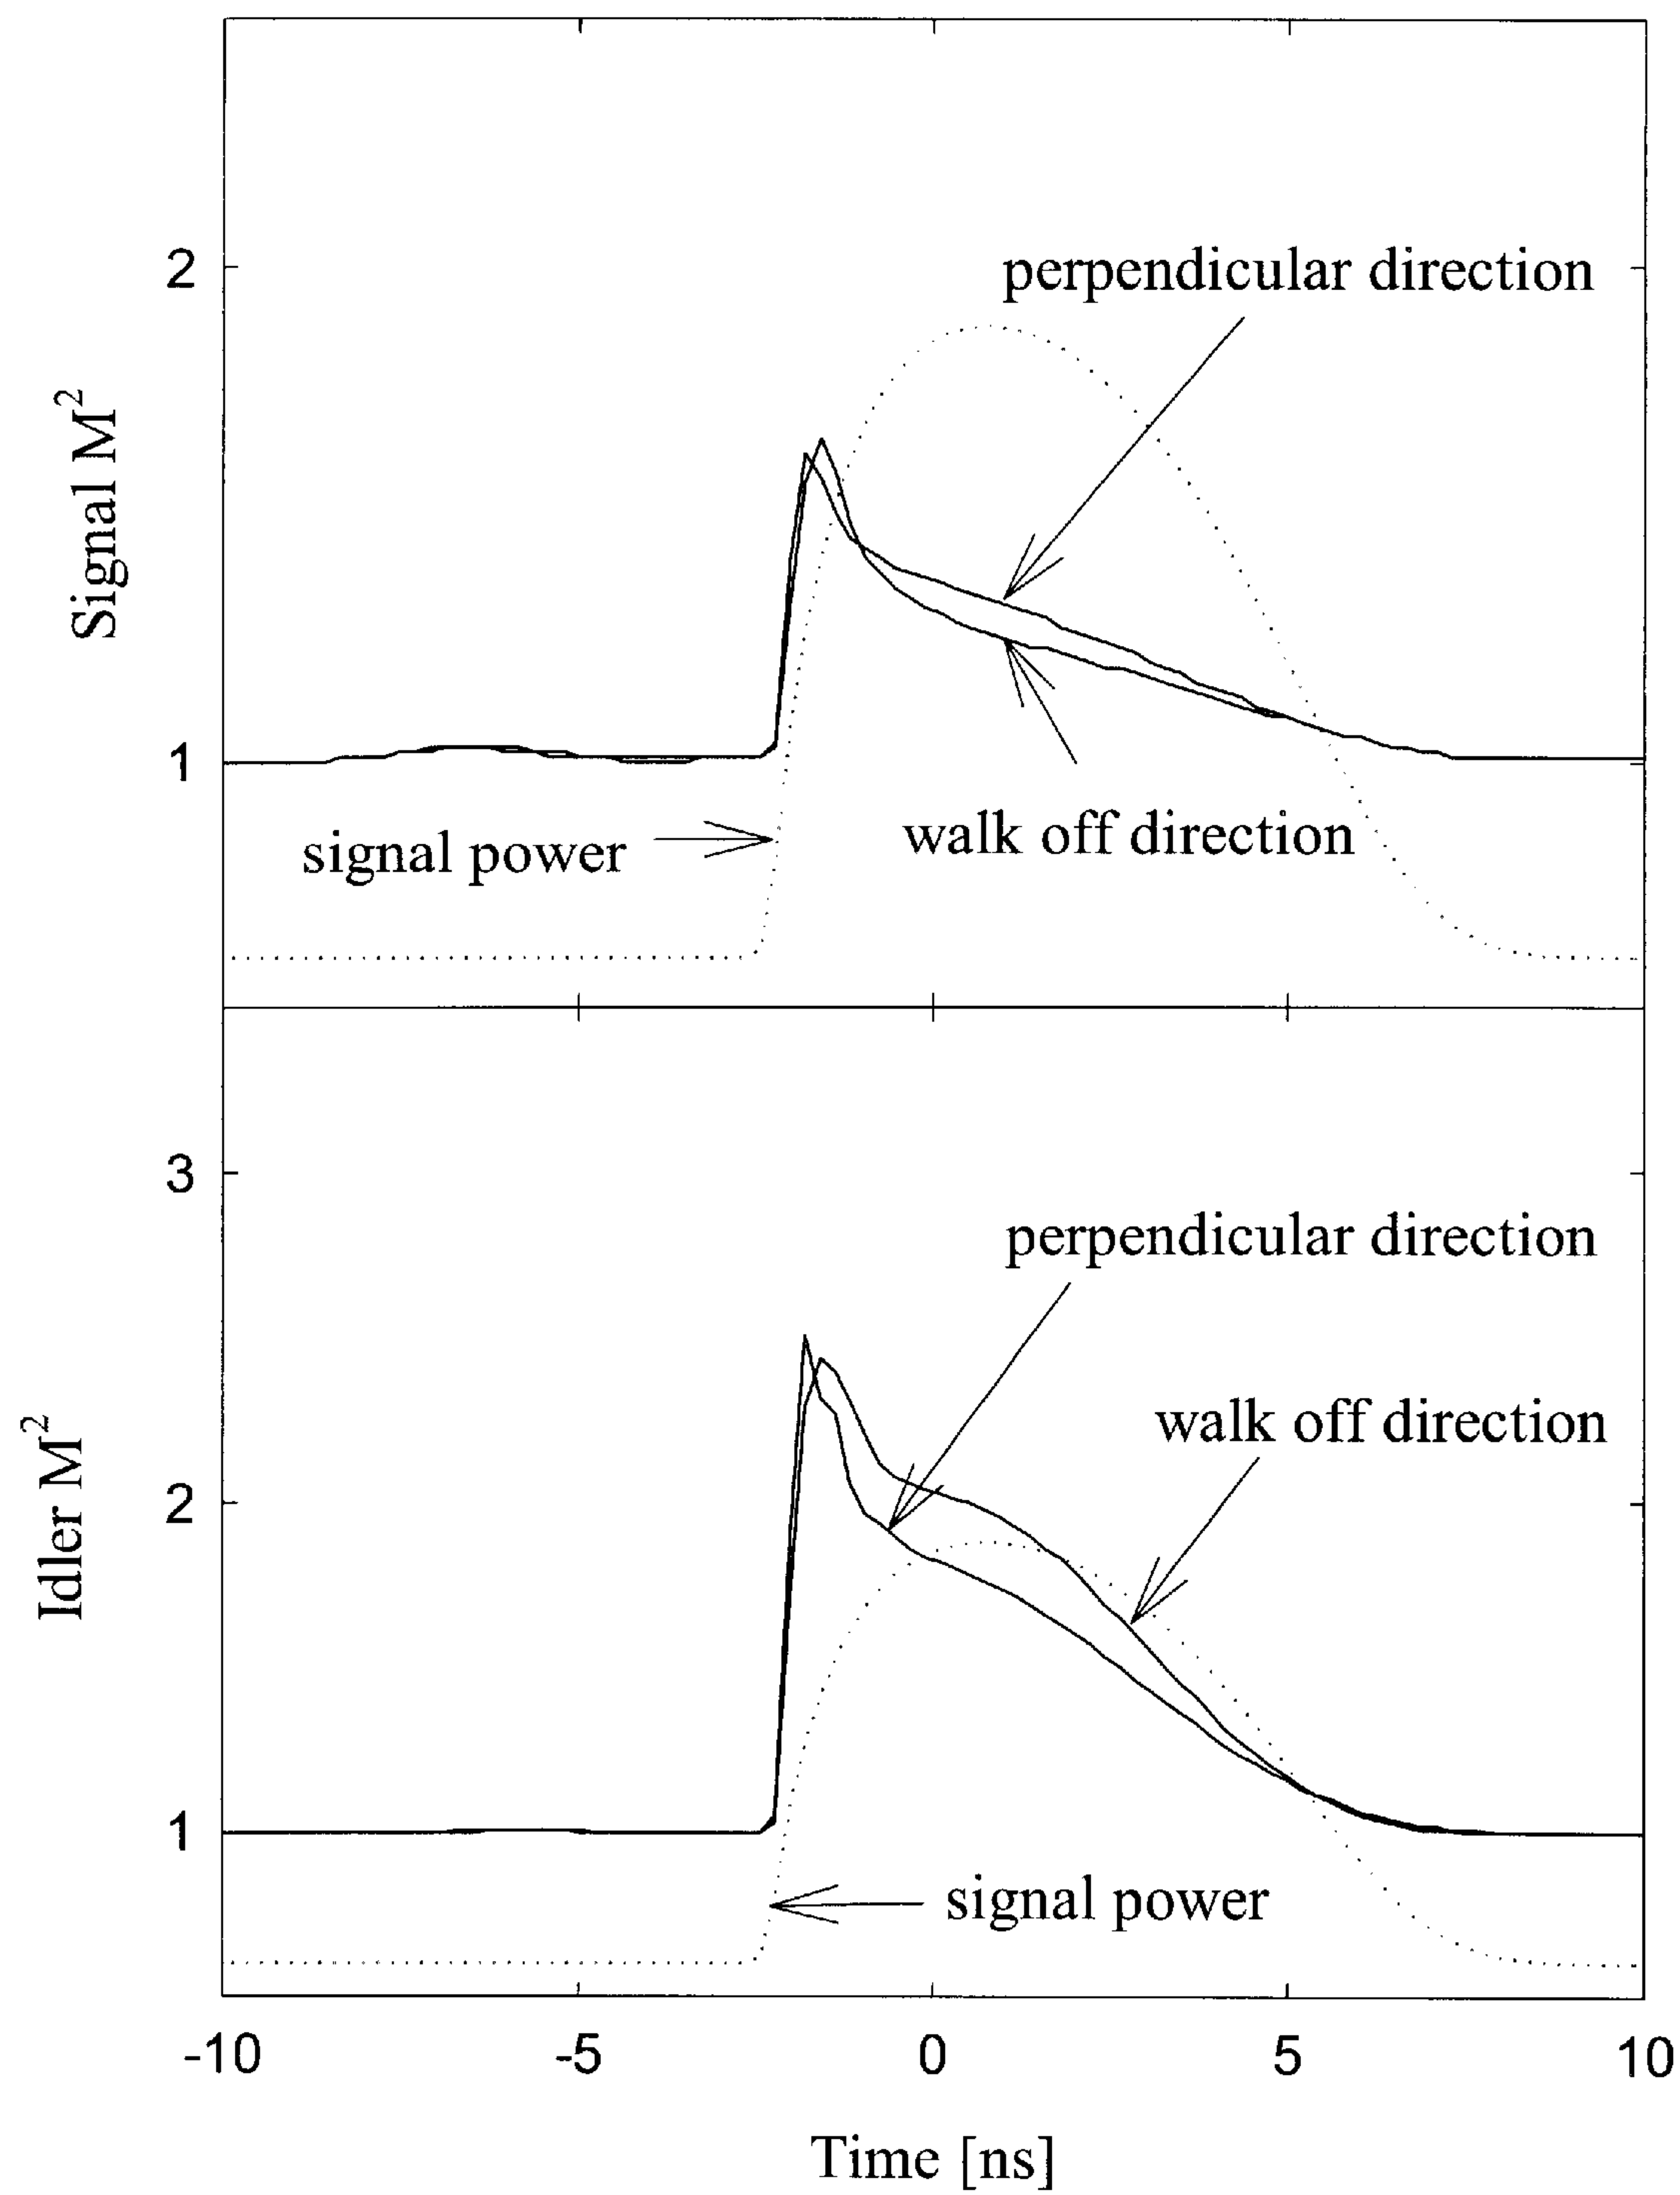 Signal M²
2
perpendicular direction
1
signal power
walk off direction
Idler M²
3
perpendicular direction
walk off direction
2
1
signal power
-10 -5 0 5 10
Time [ns]